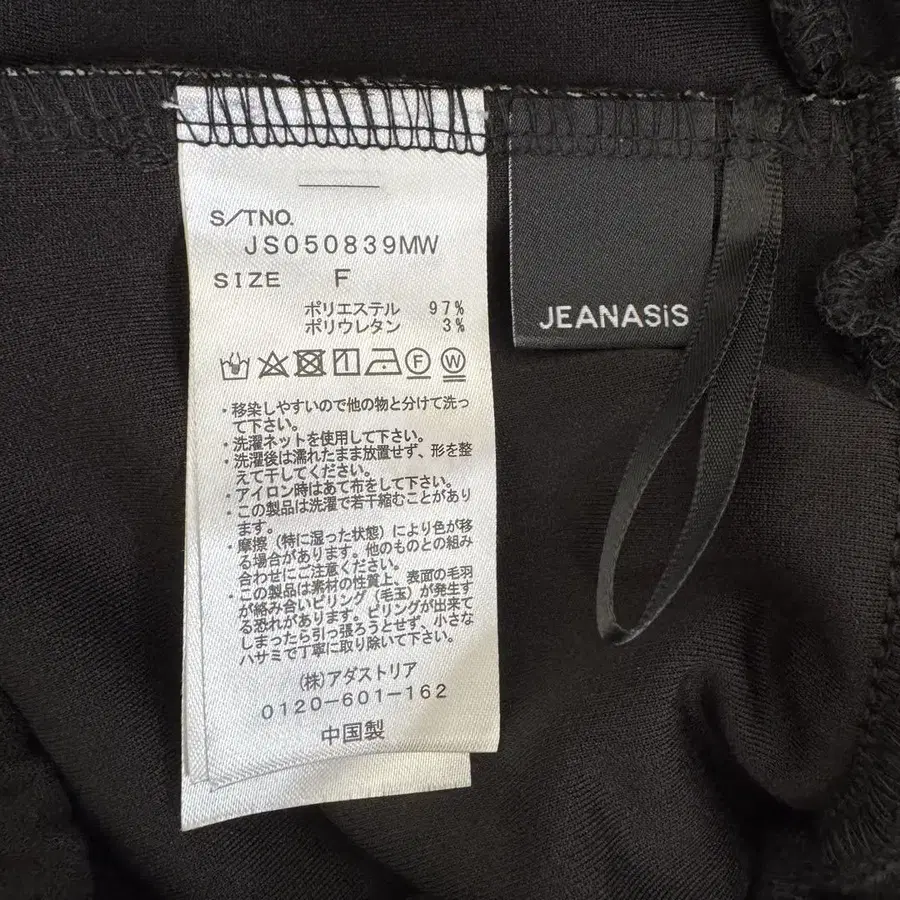 S/TNO.
JS050839MW
SIZE F
ポリエステル 97%
ポリウレタン 3%
F W
・移染しやすいので他の物と分けて洗っ
て下さい。
・洗濯ネットを使用して下さい。
・洗濯後は濡れたまま放置せず、形を整
えて干してください。
・アイロン時はあて布をして下さい。
・この製品は洗濯で若干縮むことがあり
ます。
・摩擦（特に湿った状態）により色が移
る場合があります。他のものとの組み
合わせにご注意ください。
・この製品は素材の性質上、表面の毛羽
が絡み合いピリング（毛玉）が発生す
る恐れがあります。ピリングが出来て
しまったら引っ張ろうとせず、小さな
ハサミで丁寧に取り除いて下さい。
(株)アダストリア
0120-601-162
中国製
JEANASiS